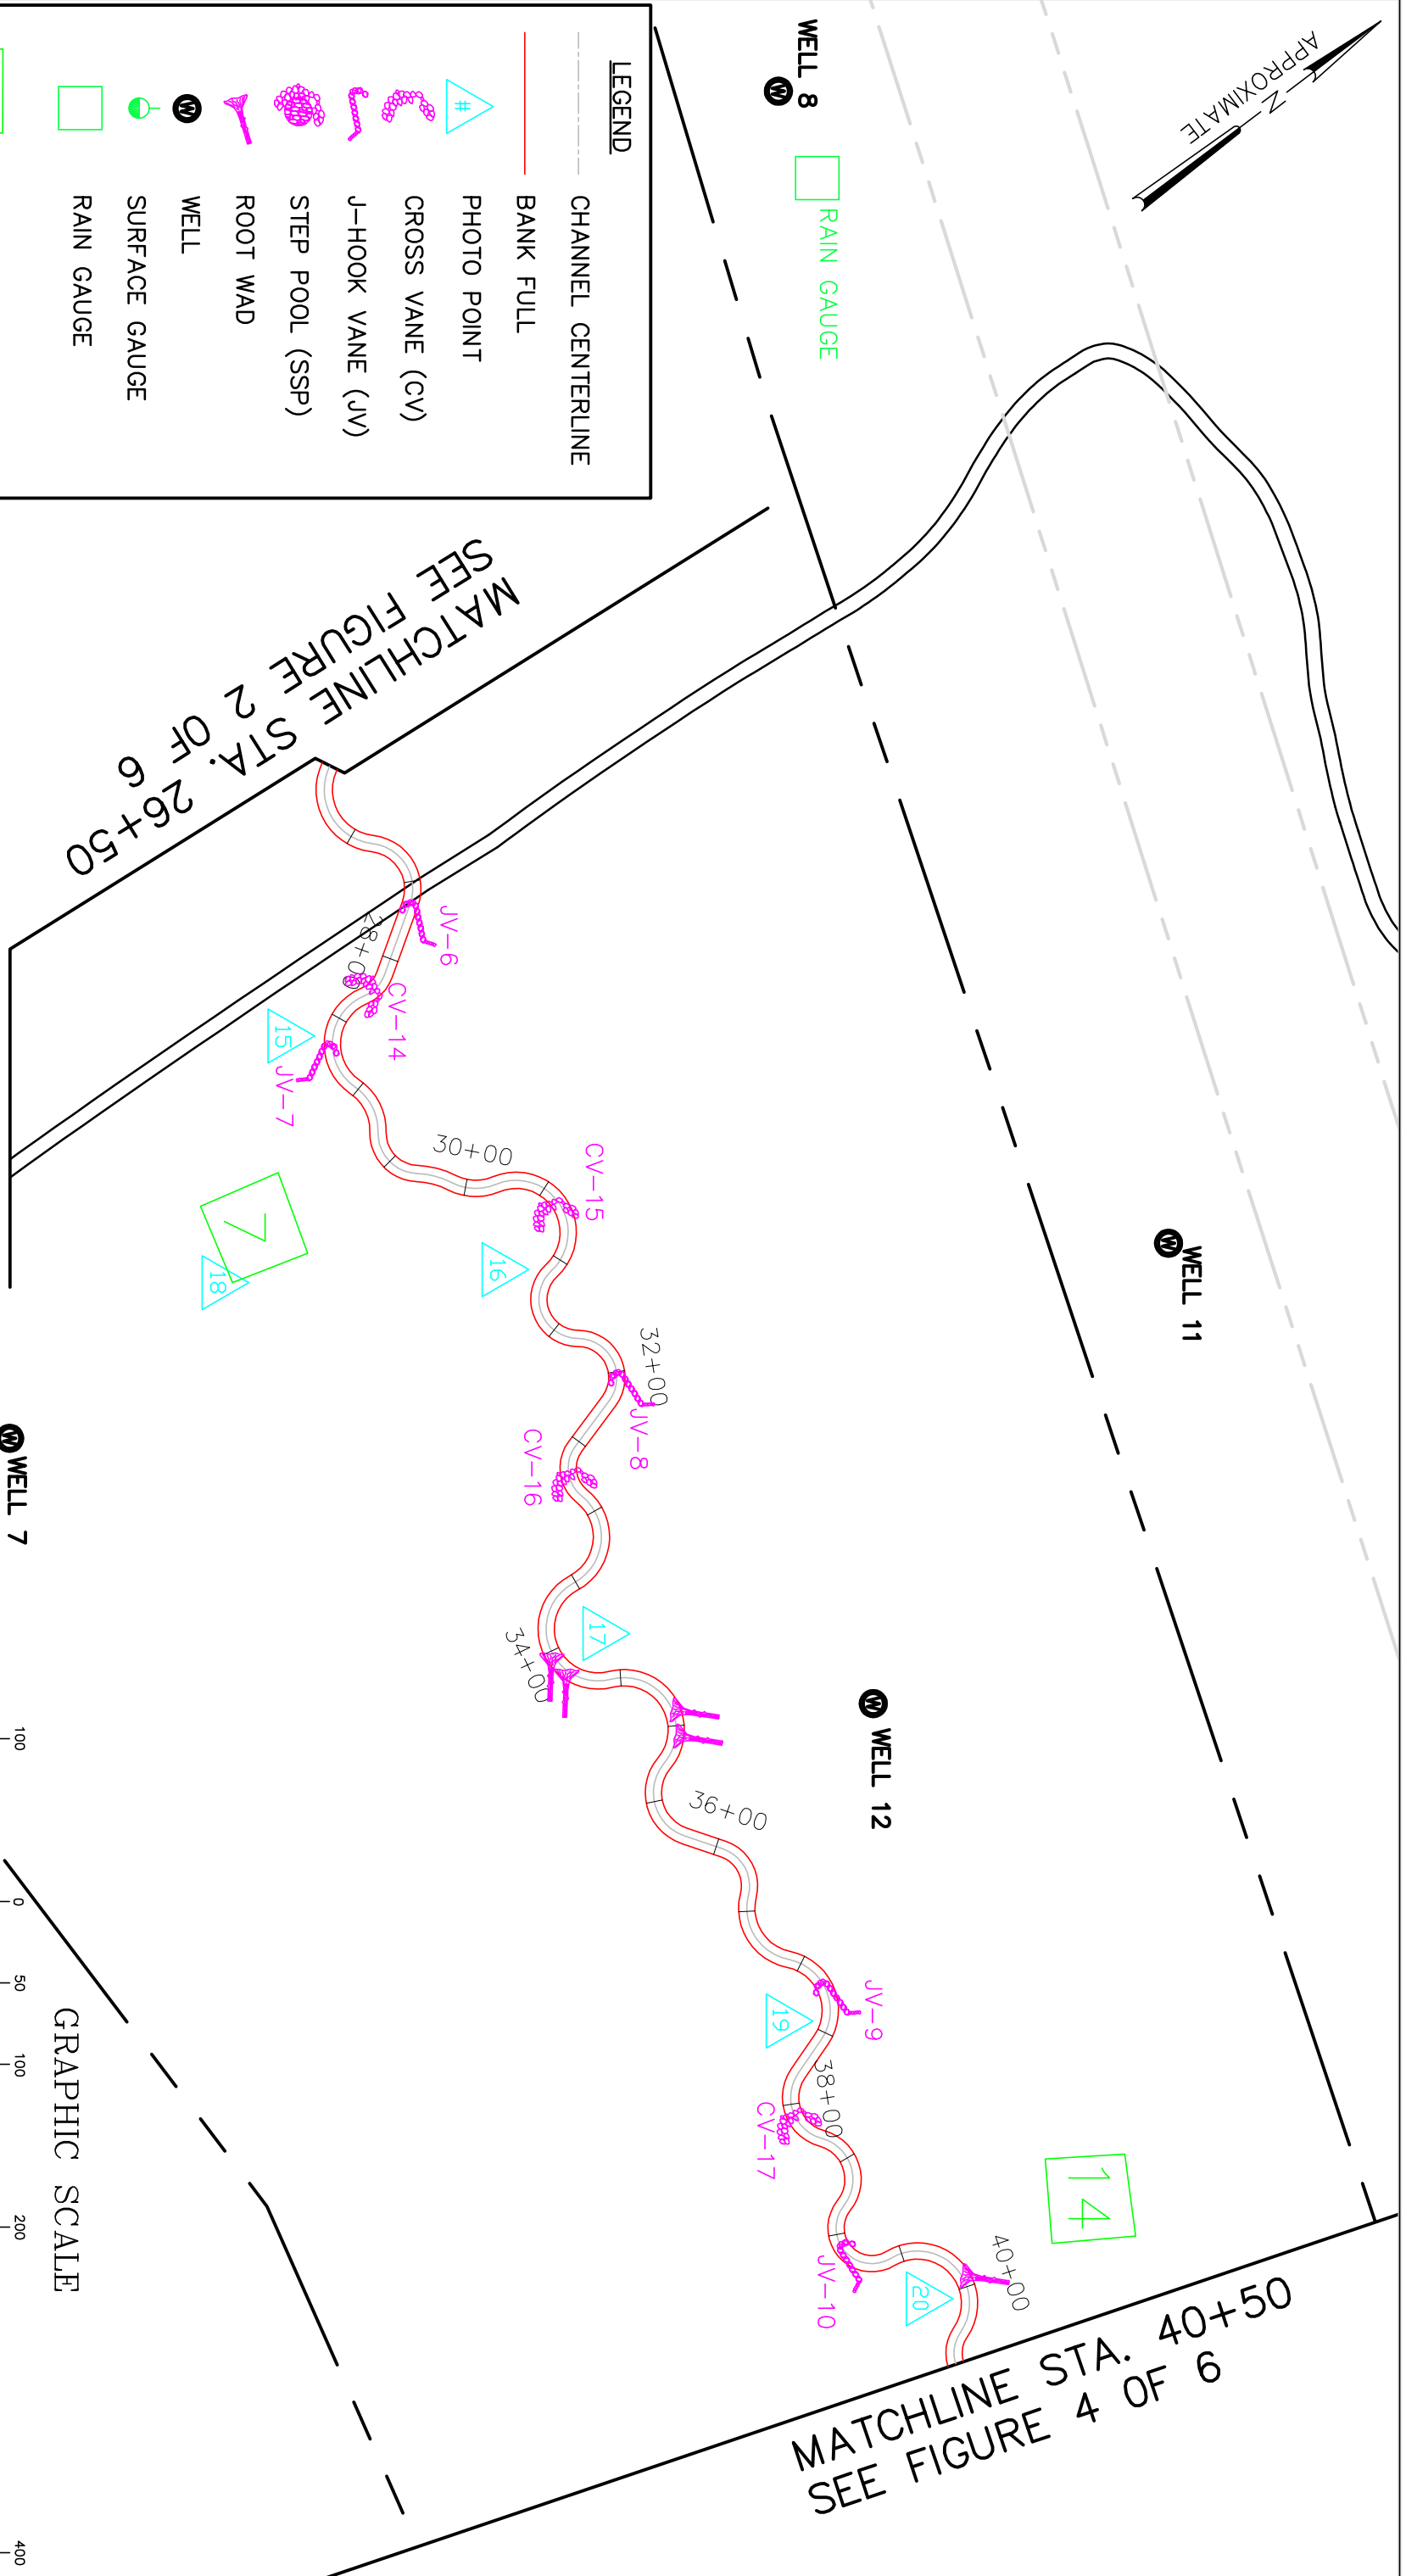 APPROXIMATE
N
WELL 8
W
RAIN GAUGE
LEGEND
CHANNEL CENTERLINE
BANK FULL
#
PHOTO POINT
CROSS VANE (CV)
J-HOOK VANE (JV)
STEP POOL (SSP)
ROOT WAD
W
WELL
SURFACE GAUGE
RAIN GAUGE
MATCHLINE STA. 26+50
SEE FIGURE 2 OF 6
JV-6
28+00
CV-14
15
JV-7
30+00
CV-15
7
18
16
W
WELL 11
32+00
JV-8
CV-16
W
WELL 7
17
34+00
W
WELL 12
36+00
JV-9
19
38+00
CV-17
14
JV-10
20
40+00
MATCHLINE STA. 40+50
SEE FIGURE 4 OF 6
100
0
50
100
200
400
GRAPHIC SCALE